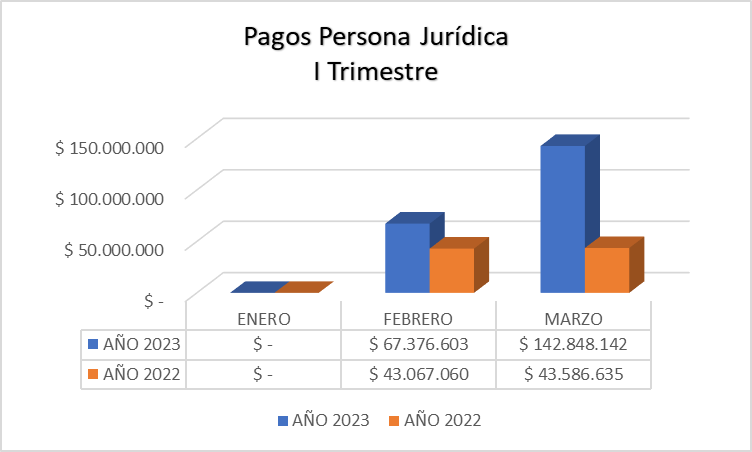 Pagos Persona Jurídica
I Trimestre
$ 150.000.000
$ 100.000.000
$ 50.000.000
$ -
ENERO FEBRERO MARZO
AÑO 2023 $ - $ 67.376.603 $ 142.848.142
AÑO 2022 $ - $ 43.067.060 $ 43.586.635
AÑO 2023 AÑO 2022